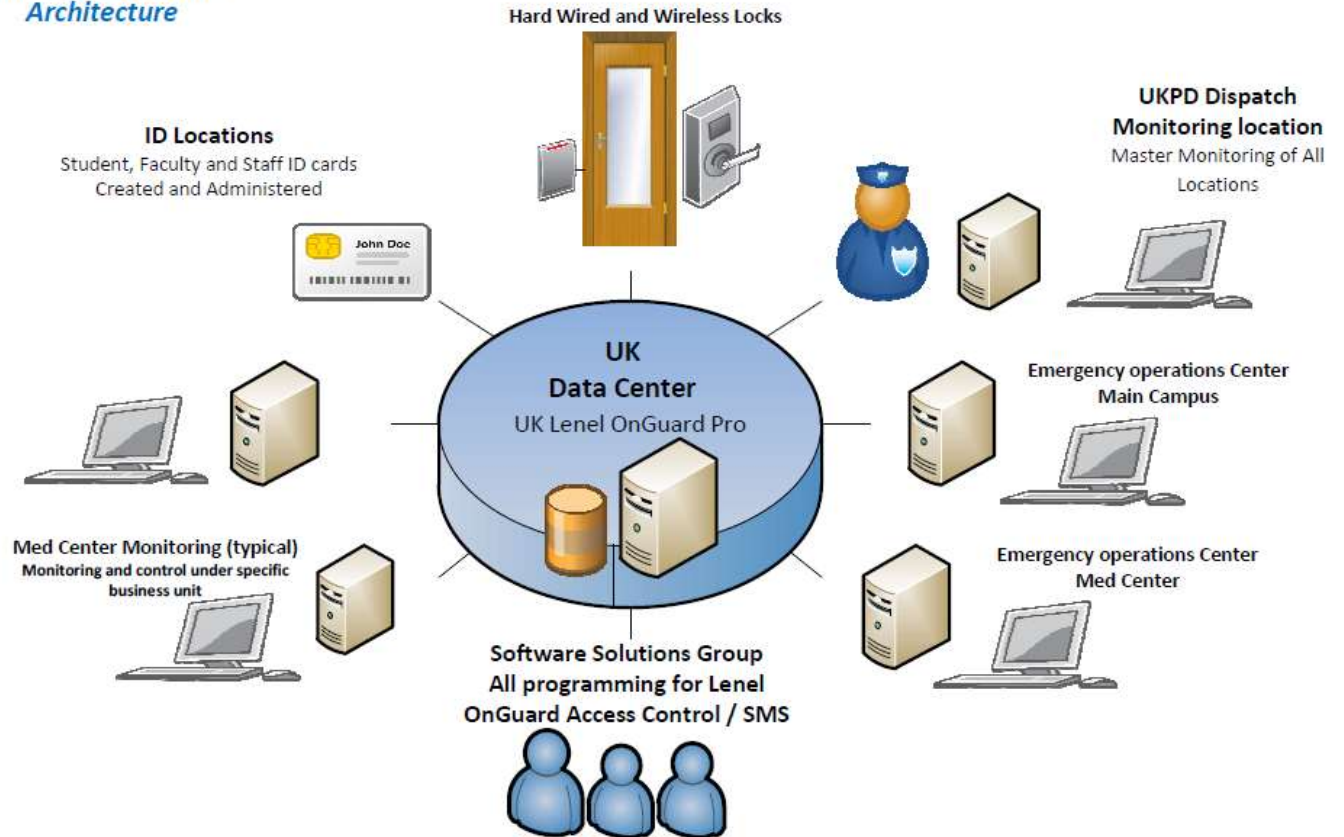 Architecture
Hard Wired and Wireless Locks
ID Locations
Student, Faculty and Staff ID cards
Created and Administered
John Doe
UKPD Dispatch
Monitoring location
Master Monitoring of All
Locations
UK
Data Center
UK Lenel OnGuard Pro
Emergency operations Center
Main Campus
Med Center Monitoring (typical)
Monitoring and control under specific
business unit
Emergency operations Center
Med Center
Software Solutions Group
All programming for Lenel
OnGuard Access Control / SMS